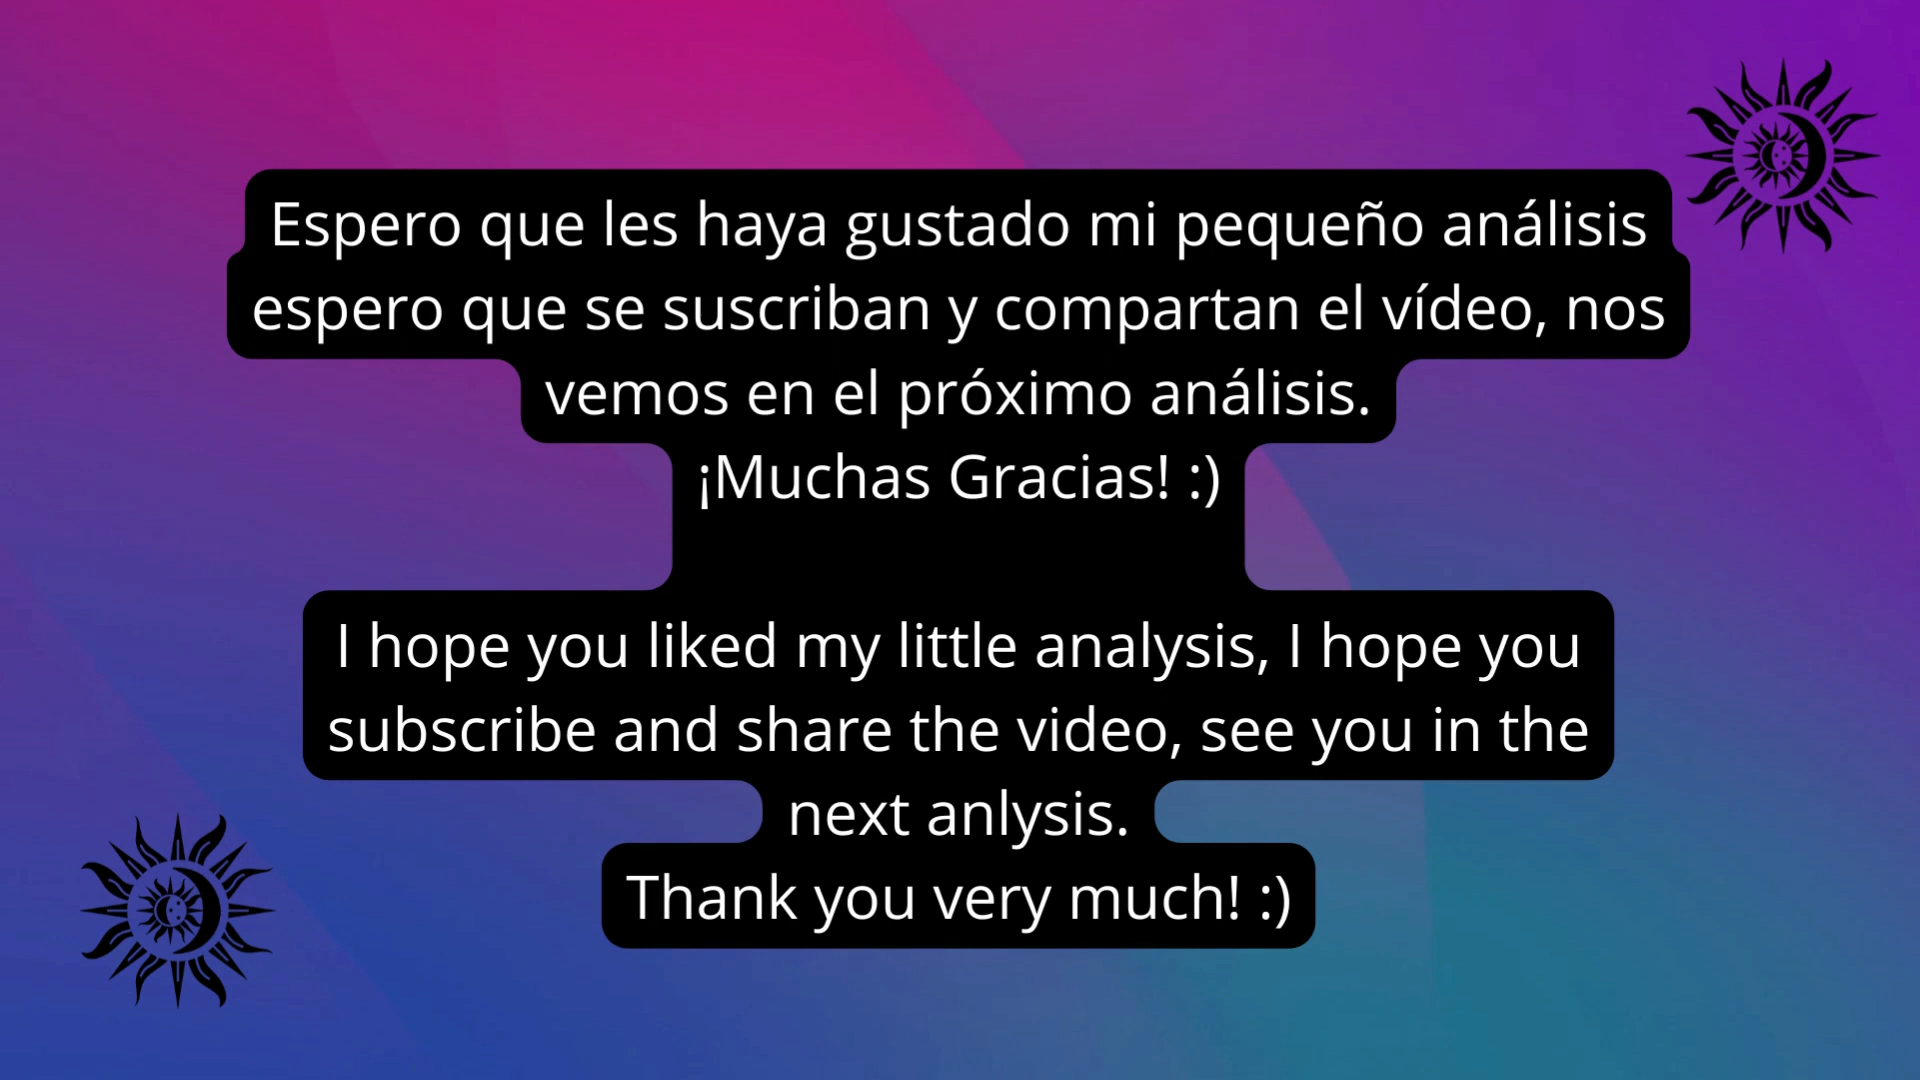 Espero que les haya gustado mi pequeño análisis
espero que se suscriban y compartan el vídeo, nos
vemos en el próximo análisis.
¡Muchas Gracias! :)
I hope you liked my little analysis, I hope you
subscribe and share the video, see you in the
next anlysis.
Thank you very much! :)